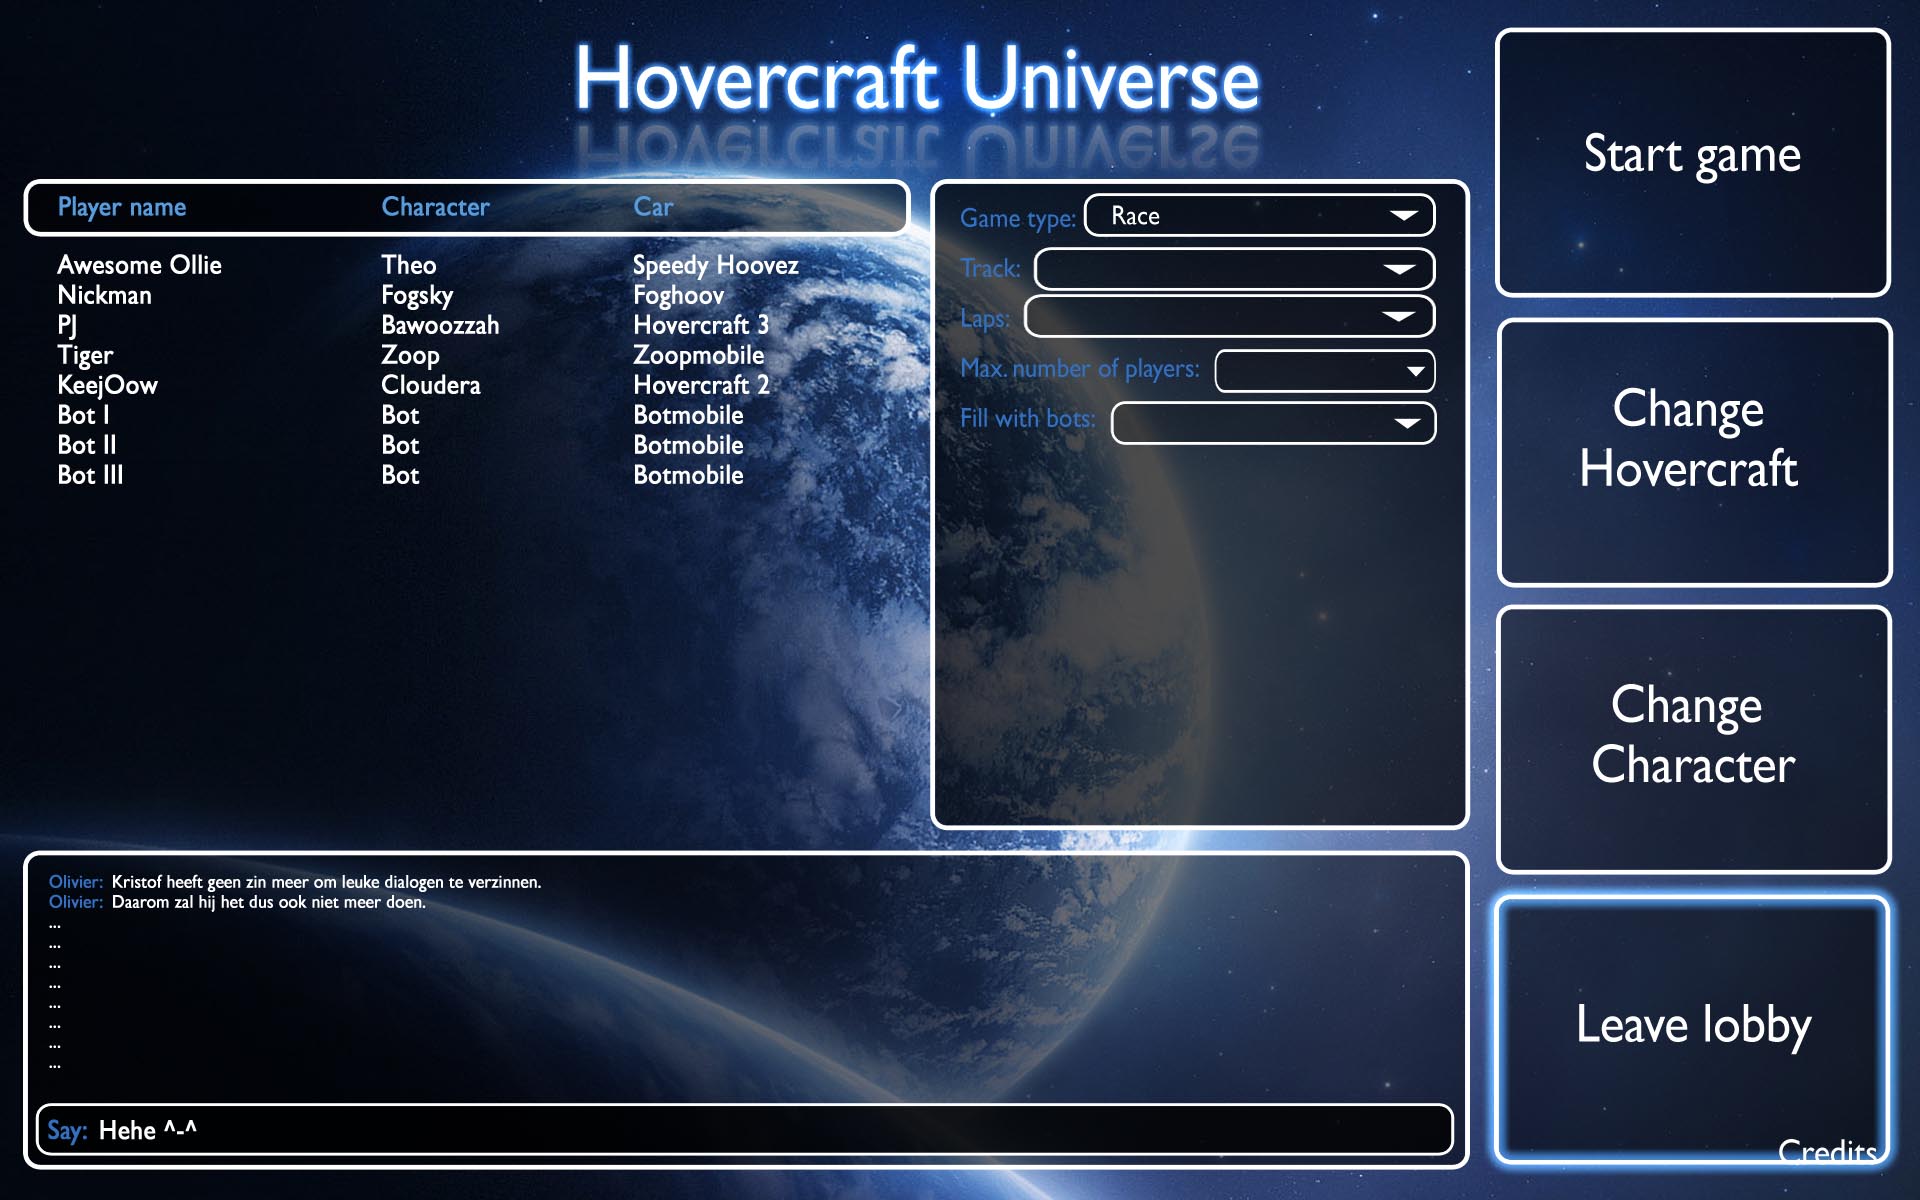 Hovercraft Universe
Player name Character Car
Awesome Ollie Theo Speedy Hoovez
Nickman Fogsky Foghoov
PJ Bawoozzah Hovercraft 3
Tiger Zoop Zoopmobile
KeejOow Cloudera Hovercraft 2
Bot I Bot Botmobile
Bot II Bot Botmobile
Bot III Bot Botmobile
Game type: Race
Track:
Laps:
Max. number of players:
Fill with bots:
Start game
Change
Hovercraft
Change
Character
Leave lobby
Credits
Olivier: Kristof heeft geen zin meer om leuke dialogen te verzinnen.
Olivier: Daarom zal hij het dus ook niet meer doen.
...
...
...
...
...
...
...
...
Say: Hehe ^-^